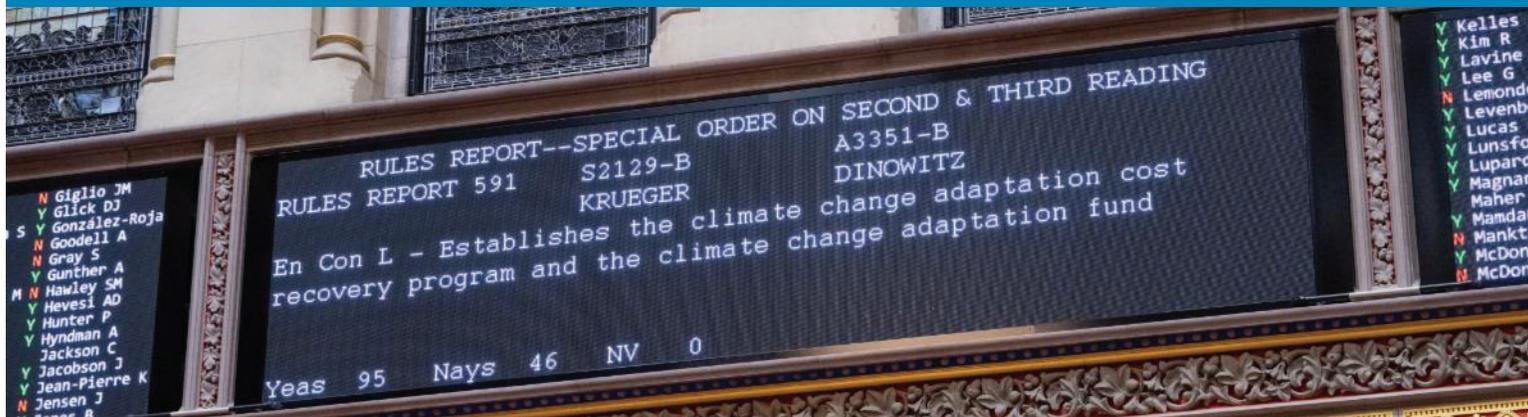 N Giglio JM
Y Glick DJ
S Y González-Roja
N Goodell A
N Gray S
Y Gunther A
M N Hawley SM
Y Hevesi AD
Y Hunter P
Y Hyndman A
Jackson C
Y Jacobson J
Y Jean-Pierre K
N Jensen J
RULES REPORT--SPECIAL ORDER ON SECOND & THIRD READING
RULES REPORT 591 S2129-B A3351-B
KRUEGER DINOWITZ
En Con L - Establishes the climate change adaptation cost
recovery program and the climate change adaptation fund
Yeas 95 Nays 46 NV 0
Y Kelles
Y Kim R
Y Lavine
Y Lee G
N Lemond
Y Levenb
Y Lucas
Y Lunsfo
Y Lupard
Y Magnar
Maher
Y Mamda
N Mankt
Y McDon
N McDon